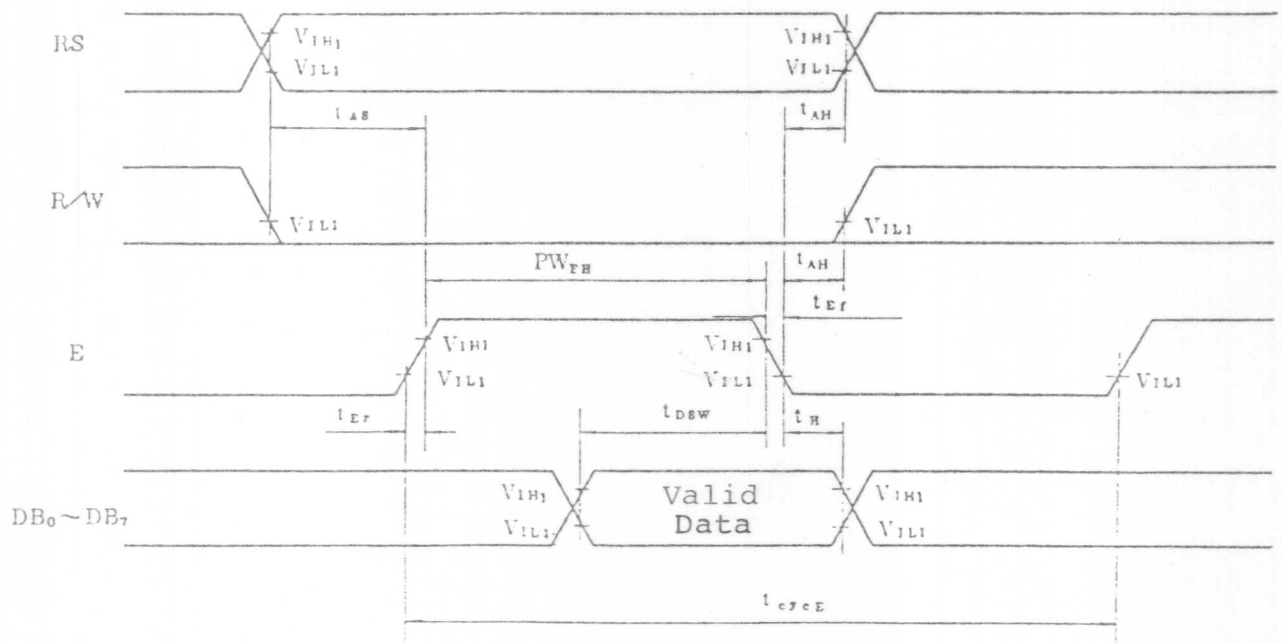 RS
V_IH1
V_IL1
V_IH1
V_IL1
t_AS
t_AH
R/W
V_IL1
V_IL1
PW_EH
t_AH
t_Ef
E
V_IH1
V_IL1
V_IH1
V_IL1
V_IL1
t_Er
t_DSW
t_H
DB₀~DB₇
V_IH1
V_IL1
Valid
Data
V_IH1
V_IL1
t_cycE